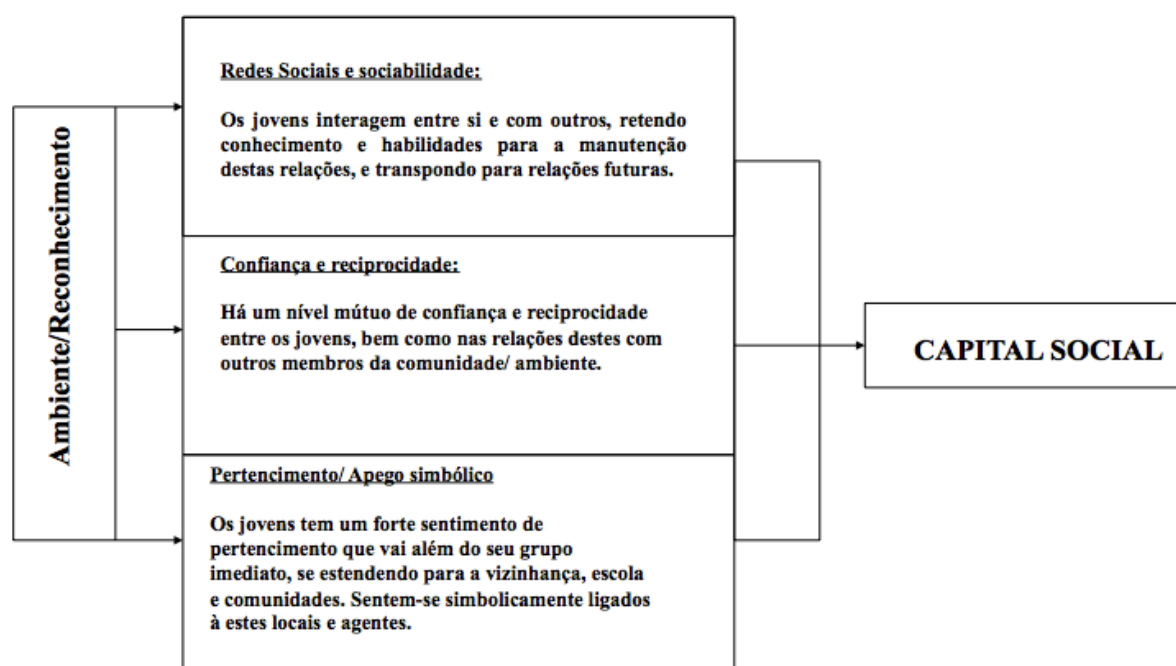 Ambiente/Reconhecimento
Redes Sociais e sociabilidade:
Os jovens interagem entre si e com outros, retendo
conhecimento e habilidades para a manutenção
destas relações, e transpondo para relações futuras.
Confiança e reciprocidade:
Há um nível mútuo de confiança e reciprocidade
entre os jovens, bem como nas relações destes com
outros membros da comunidade/ ambiente.
Pertencimento/ Apego simbólico
Os jovens tem um forte sentimento de
pertencimento que vai além do seu grupo
imediato, se estendendo para a vizinhança, escola
e comunidades. Sentem-se simbolicamente ligados
à estes locais e agentes.
CAPITAL SOCIAL